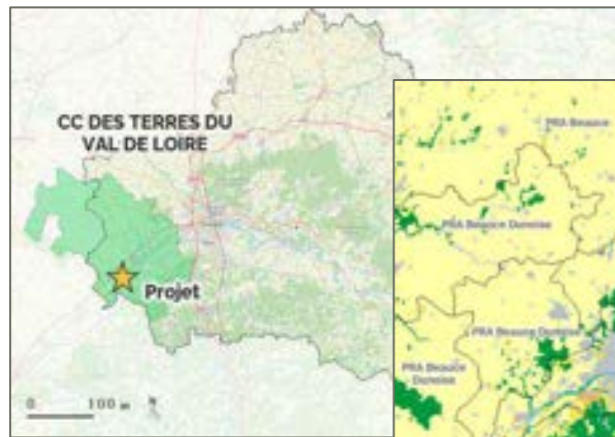 CC DES TERRES DU
VAL DE LOIRE
Projet
0 100 m
PRA Beauce
PRA Beauce Dunoise
PRA Beauce Dunoise
PRA Beauce
Dunoise